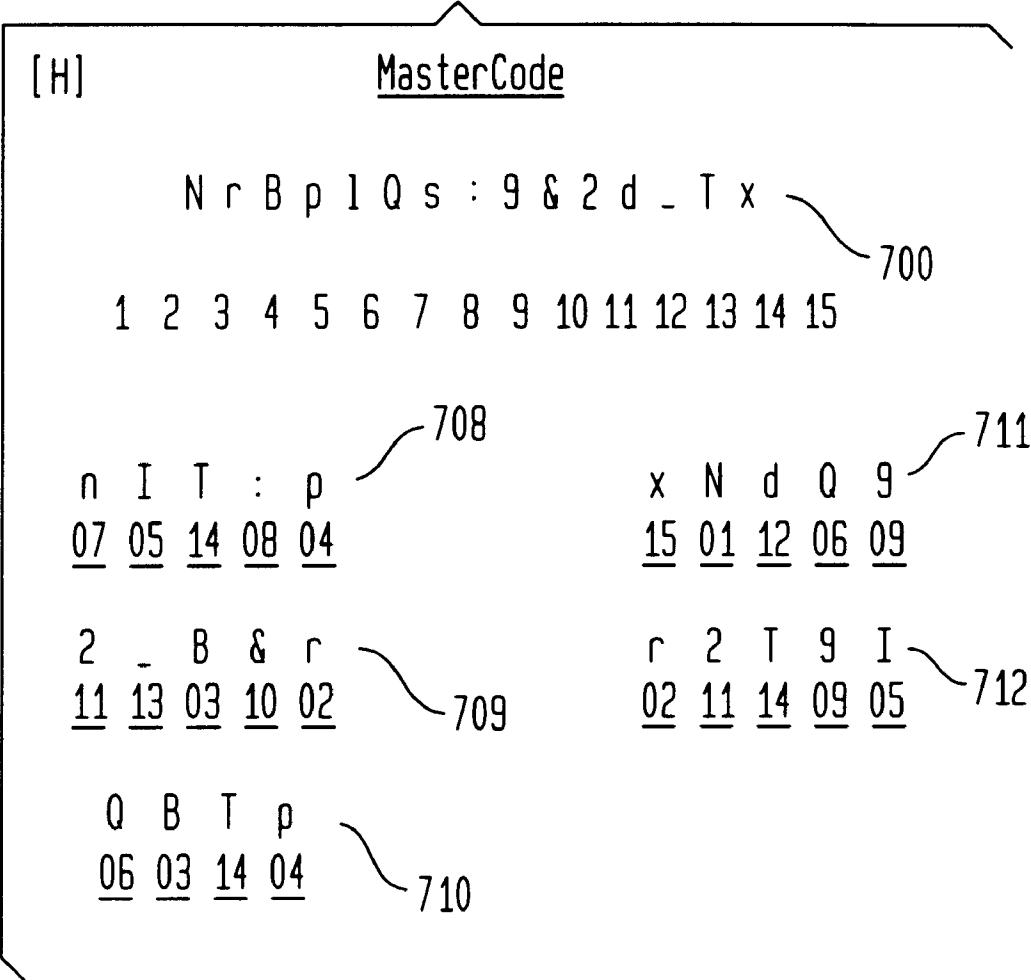 [H] MasterCode
N r B p l Q s : 9 & 2 d _ T x
700
1 2 3 4 5 6 7 8 9 10 11 12 13 14 15
708
711
n I T : p
x N d Q 9
07 05 14 08 04
15 01 12 06 09
2 _ B & r
r 2 T 9 I
11 13 03 10 02
02 11 14 09 05
709
712
Q B T p
06 03 14 04
710